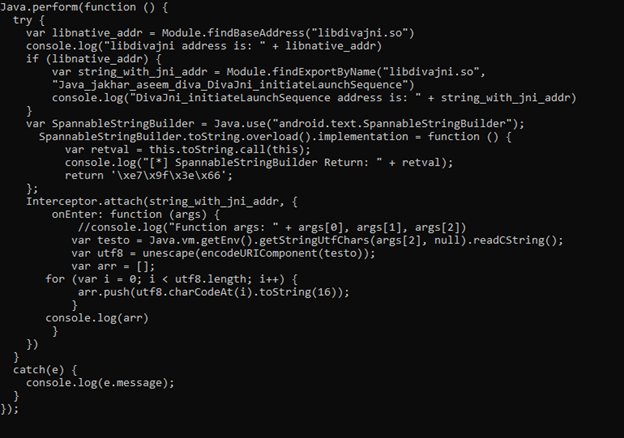 Java.perform(function () {
  try {
    var libnative_addr = Module.findBaseAddress("libdivajni.so")
    console.log("libdivajni address is: " + libnative_addr)
    if (libnative_addr) {
        var string_with_jni_addr = Module.findExportByName("libdivajni.so",
        "Java_jakhar_aseem_diva_DivaJni_initiateLaunchSequence")
        console.log("DivaJni_initiateLaunchSequence address is: " + string_with_jni_addr)
    }
    var SpannableStringBuilder = Java.use("android.text.SpannableStringBuilder");
      SpannableStringBuilder.toString.overload().implementation = function () {
          var retval = this.toString.call(this);
          console.log("[*] SpannableStringBuilder Return: " + retval);
          return '\xe7\x9f\x3e\x66';
    };
    Interceptor.attach(string_with_jni_addr, {
        onEnter: function (args) {
            //console.log("Function args: " + args[0], args[1], args[2])
           var testo = Java.vm.getEnv().getStringUtfChars(args[2], null).readCString();
           var utf8 = unescape(encodeURIComponent(testo));
           var arr = [];
       for (var i = 0; i < utf8.length; i++) {
            arr.push(utf8.charCodeAt(i).toString(16));
           }
       console.log(arr)
        }
    })
  }
  catch(e) {
    console.log(e.message);
  }
});